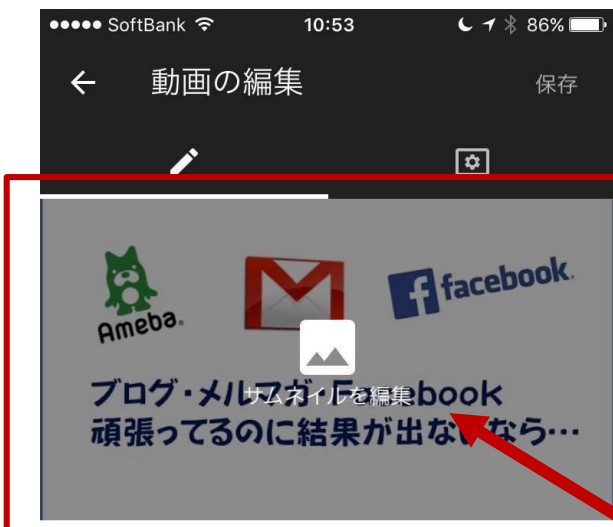 SoftBank 10:53 86%
動画の編集 保存
Ameba.
facebook.
サムネイルを編集
ブログ・メルマガ・Facebook
頑張ってるのに結果が出ないなら…